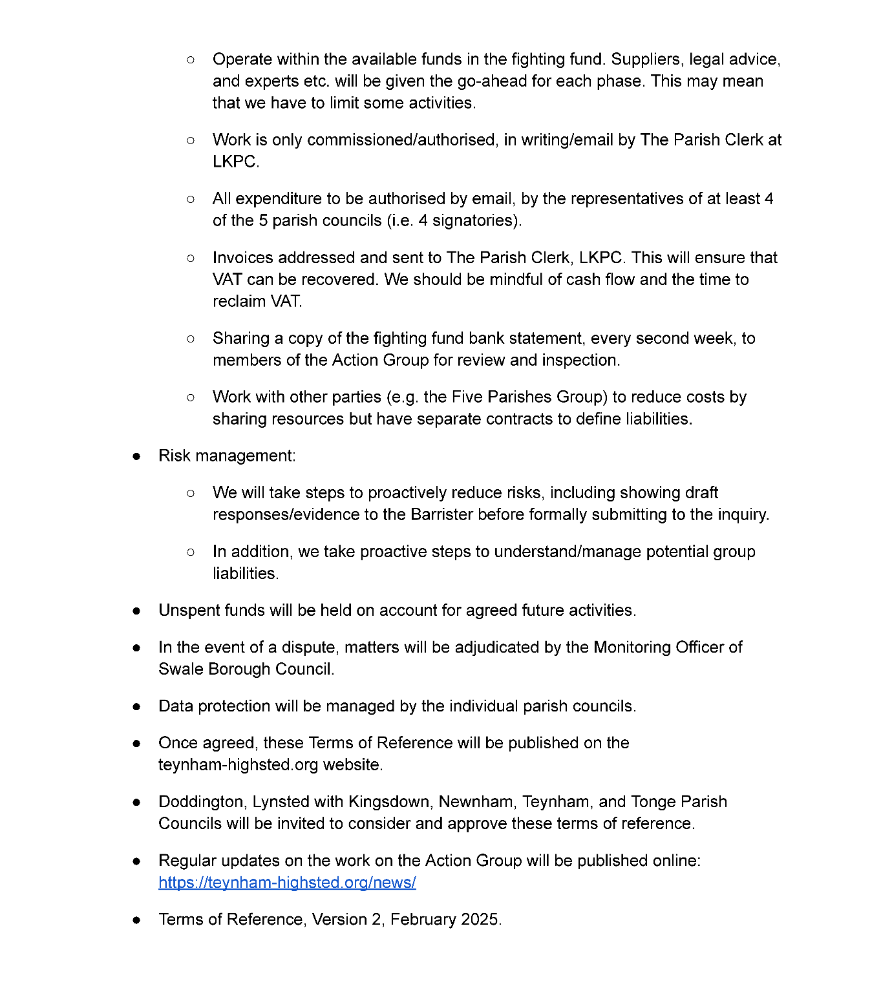 ○ Operate within the available funds in the fighting fund. Suppliers, legal advice,
and experts etc. will be given the go-ahead for each phase. This may mean
that we have to limit some activities.
○ Work is only commissioned/authorised, in writing/email by The Parish Clerk at
LKPC.
○ All expenditure to be authorised by email, by the representatives of at least 4
of the 5 parish councils (i.e. 4 signatories).
○ Invoices addressed and sent to The Parish Clerk, LKPC. This will ensure that
VAT can be recovered. We should be mindful of cash flow and the time to
reclaim VAT.
○ Sharing a copy of the fighting fund bank statement, every second week, to
members of the Action Group for review and inspection.
○ Work with other parties (e.g. the Five Parishes Group) to reduce costs by
sharing resources but have separate contracts to define liabilities.
● Risk management:
○ We will take steps to proactively reduce risks, including showing draft
responses/evidence to the Barrister before formally submitting to the inquiry.
○ In addition, we take proactive steps to understand/manage potential group
liabilities.
● Unspent funds will be held on account for agreed future activities.
● In the event of a dispute, matters will be adjudicated by the Monitoring Officer of
Swale Borough Council.
● Data protection will be managed by the individual parish councils.
● Once agreed, these Terms of Reference will be published on the
teynham-highsted.org website.
● Doddington, Lynsted with Kingsdown, Newnham, Teynham, and Tonge Parish
Councils will be invited to consider and approve these terms of reference.
● Regular updates on the work on the Action Group will be published online:
https://teynham-highsted.org/news/
● Terms of Reference, Version 2, February 2025.